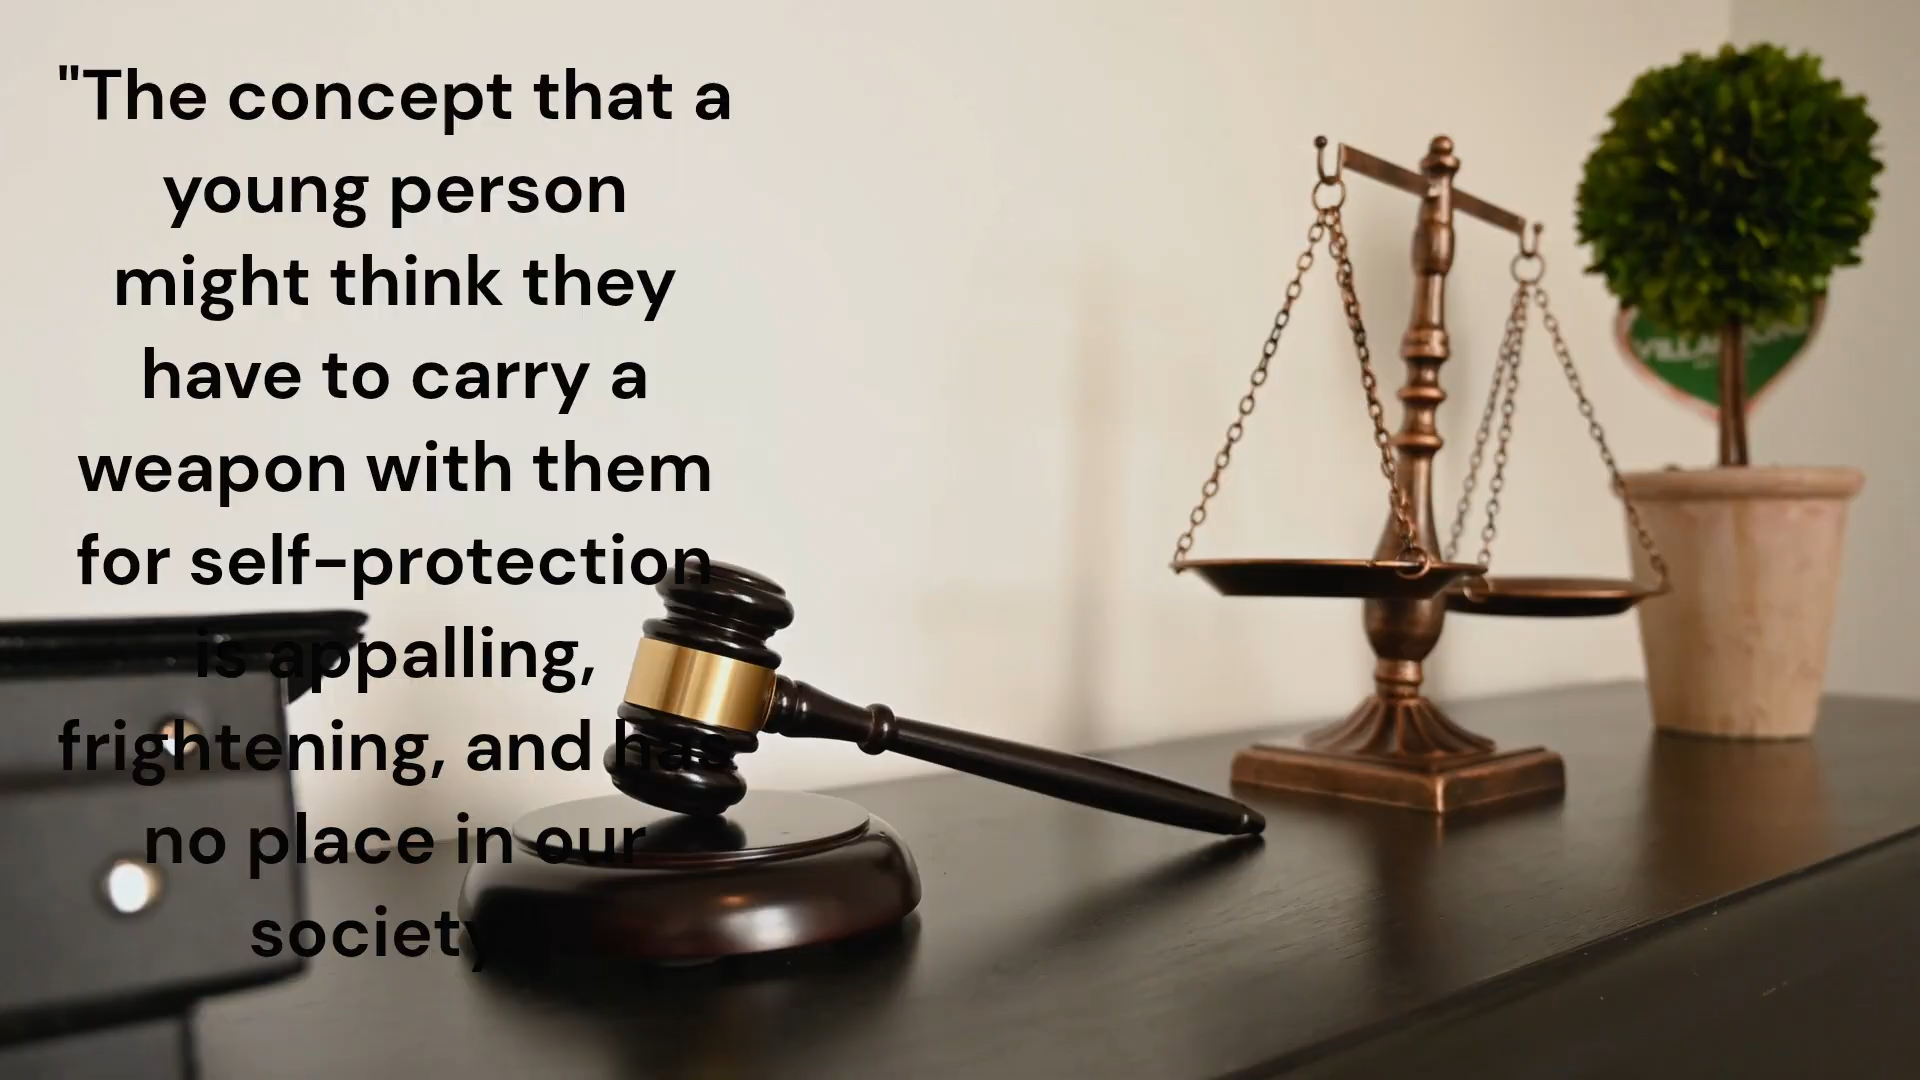 "The concept that a
young person
might think they
have to carry a
weapon with them
for self-protection
is appalling,
frightening, and has
no place in our
society